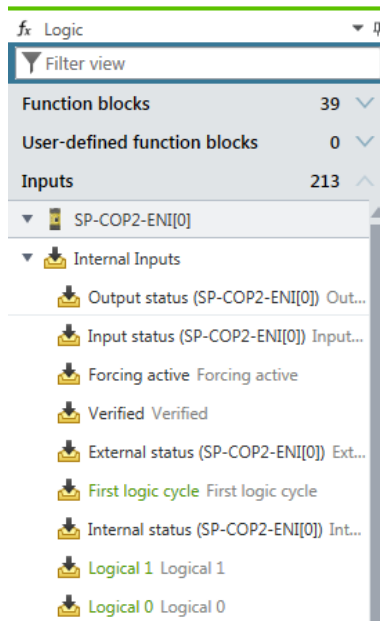 fx Logic
Filter view
Function blocks 39
User-defined function blocks 0
Inputs 213
SP-COP2-ENI[0]
Internal Inputs
Output status (SP-COP2-ENI[0]) Out...
Input status (SP-COP2-ENI[0]) Input...
Forcing active Forcing active
Verified Verified
External status (SP-COP2-ENI[0]) Ext...
First logic cycle First logic cycle
Internal status (SP-COP2-ENI[0]) Int...
Logical 1 Logical 1
Logical 0 Logical 0